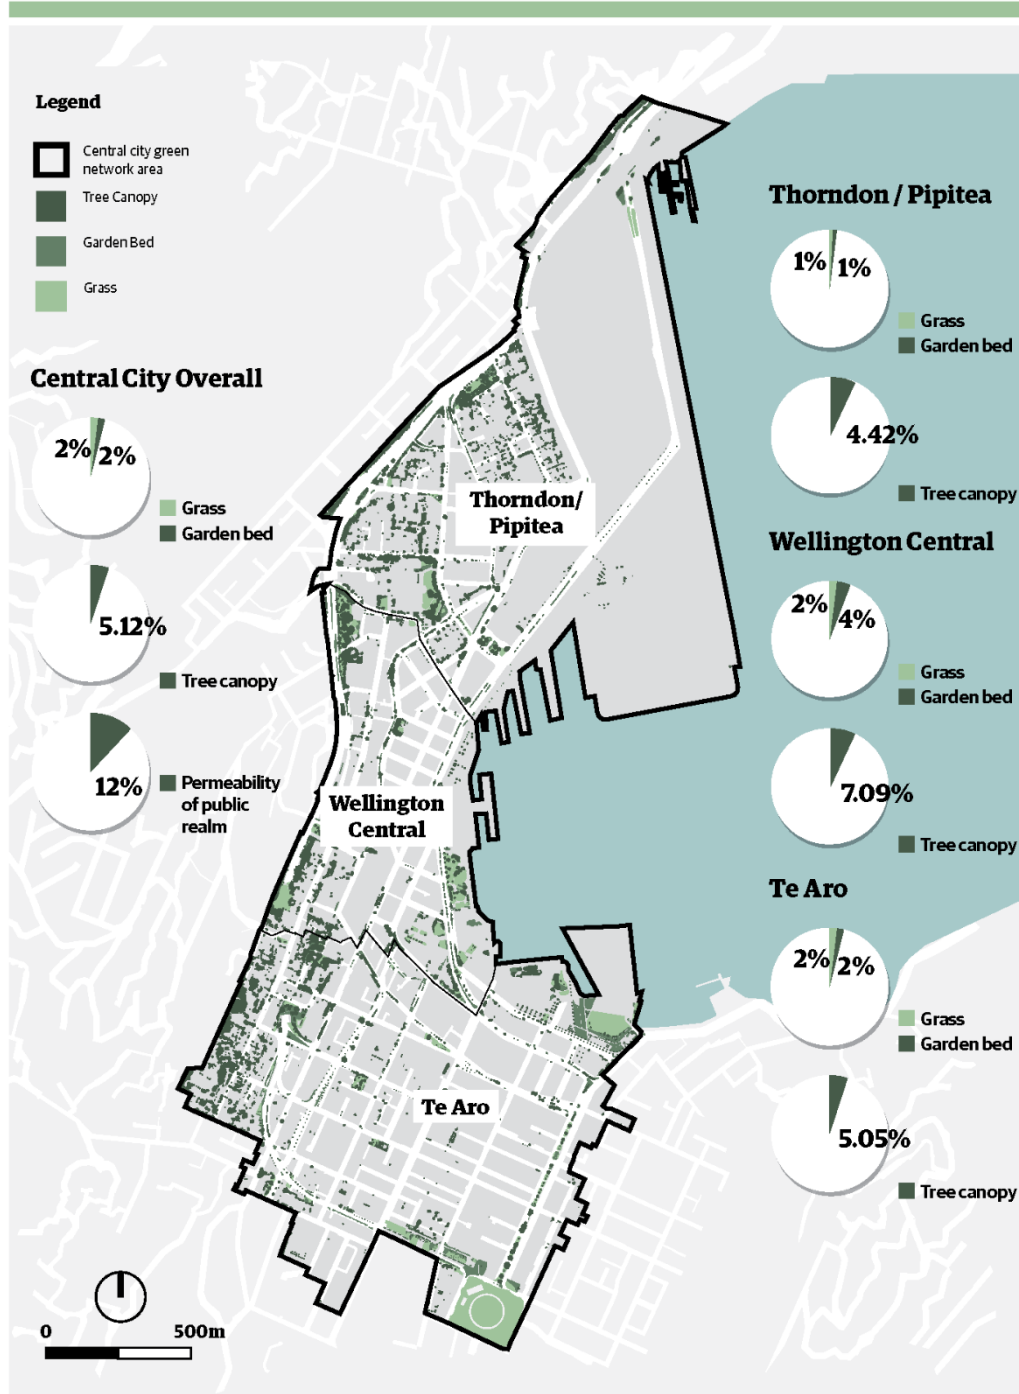 Legend
Central city green
network area
Tree Canopy
Garden Bed
Grass
Central City Overall
2%
2%
Grass
Garden bed
5.12%
Tree canopy
12%
Permeability
of public
realm
Thorndon/
Pipitea
Wellington
Central
Te Aro
Thorndon / Pipitea
1%
1%
Grass
Garden bed
4.42%
Tree canopy
Wellington Central
2%
4%
Grass
Garden bed
7.09%
Tree canopy
Te Aro
2%
2%
Grass
Garden bed
5.05%
Tree canopy
0
500m